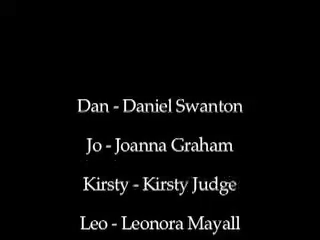 Dan - Daniel Swanton
Jo - Joanna Graham
Kirsty - Kirsty Judge
Leo - Leonora Mayall